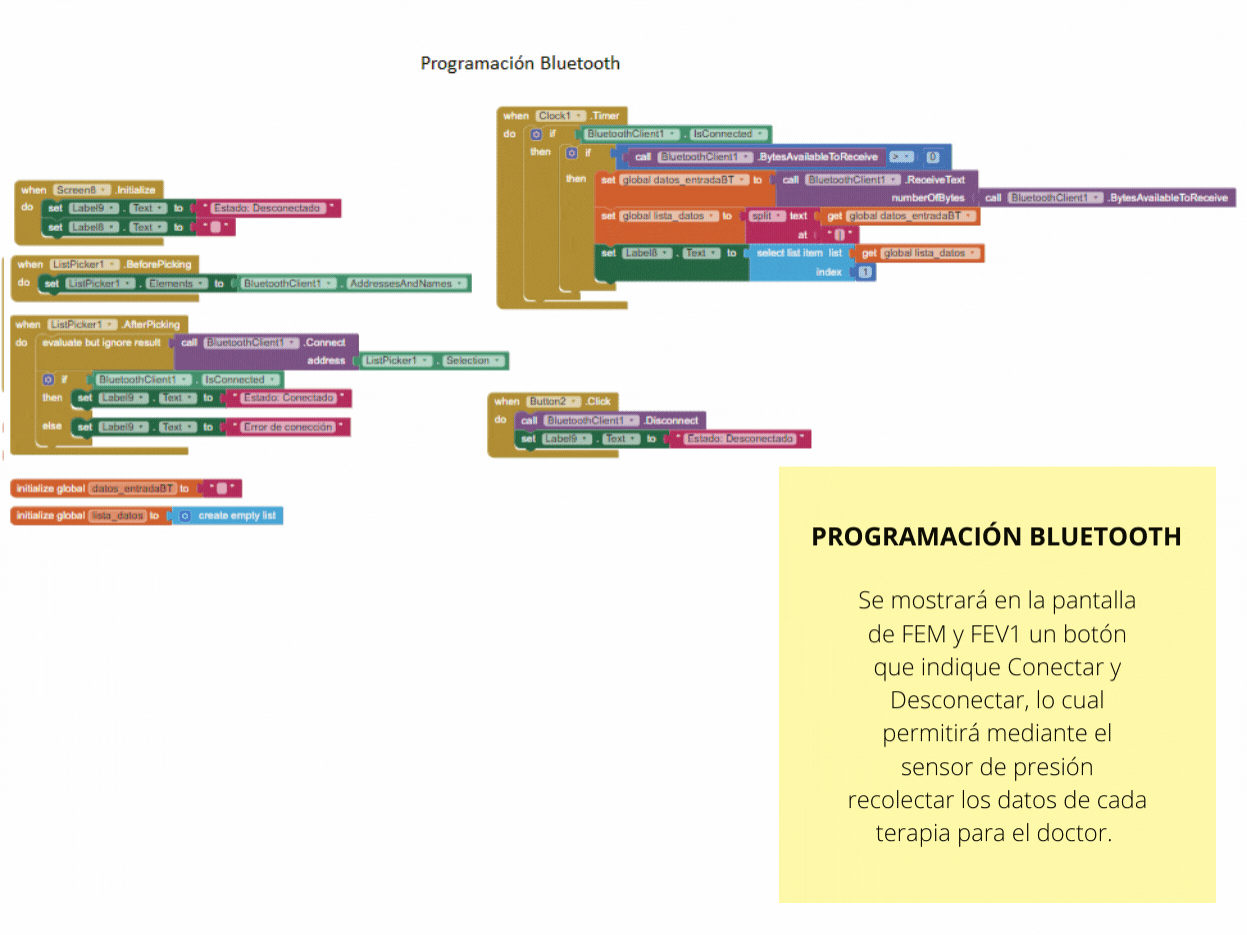 Programación Bluetooth
when Screen8 .Initialize
do set Label9 . Text to " Estado: Desconectado "
set Label8 . Text to " "
when ListPicker1 .BeforePicking
do set ListPicker1 . Elements to BluetoothClient1 . AddressesAndNames
when ListPicker1 .AfterPicking
do evaluate but ignore result call BluetoothClient1 .Connect
address ListPicker1 . Selection
if BluetoothClient1 . IsConnected
then set Label9 . Text to " Estado: Conectado "
else set Label9 . Text to " Error de conección "
initialize global datos_entradaBT to " "
initialize global lista_datos to create empty list
when Clock1 .Timer
do if BluetoothClient1 . IsConnected
then if call BluetoothClient1 .BytesAvailableToReceive > 0
then set global datos_entradaBT to call BluetoothClient1 .ReceiveText
numberOfBytes call BluetoothClient1 .BytesAvailableToReceive
set global lista_datos to split text get global datos_entradaBT
at " | "
set Label8 . Text to select list item list get global lista_datos
index 1
when Button2 .Click
do call BluetoothClient1 .Disconnect
set Label9 . Text to " Estado: Desconectado "
PROGRAMACIÓN BLUETOOTH
Se mostrará en la pantalla
de FEM y FEV1 un botón
que indique Conectar y
Desconectar, lo cual
permitirá mediante el
sensor de presión
recolectar los datos de cada
terapia para el doctor.